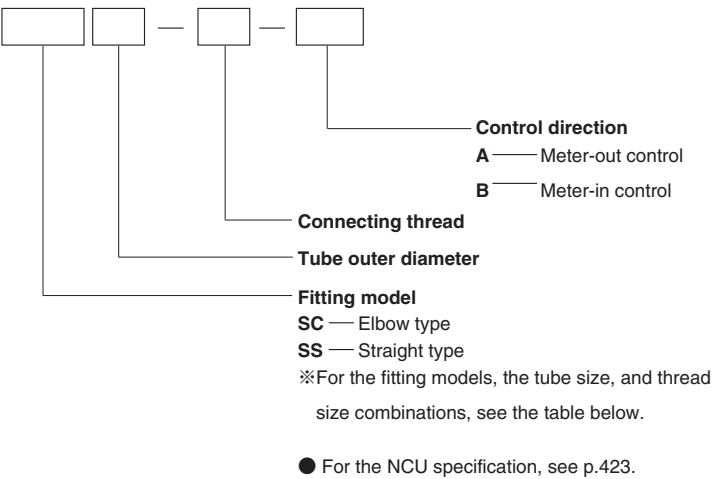 Control direction
A — Meter-out control
B — Meter-in control
Connecting thread
Tube outer diameter
Fitting model
SC — Elbow type
SS — Straight type
※For the fitting models, the tube size, and thread
size combinations, see the table below.
● For the NCU specification, see p.423.